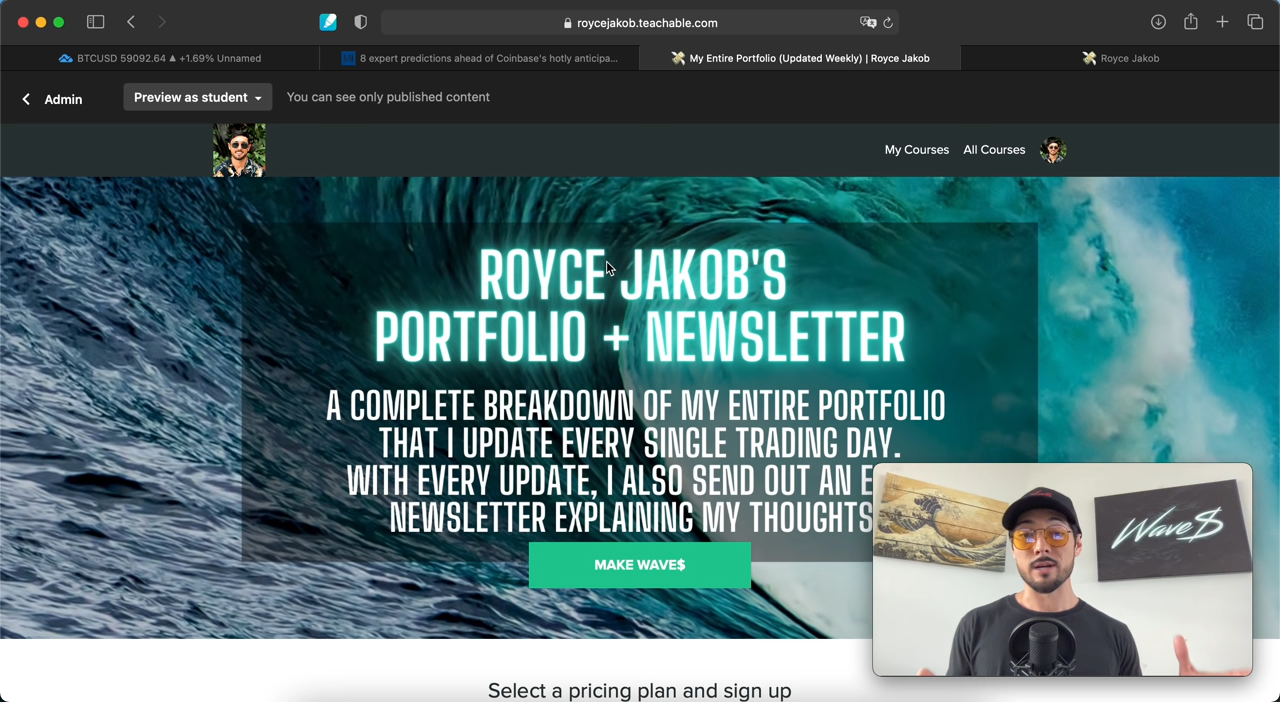 roycejakob.teachable.com
BTCUSD 59092.64 ▲ +1.69% Unnamed
8 expert predictions ahead of Coinbase's hotly anticipa...
My Entire Portfolio (Updated Weekly) | Royce Jakob
Royce Jakob
Admin
Preview as student
You can see only published content
My Courses
All Courses
ROYCE JAKOB'S
PORTFOLIO + NEWSLETTER
A COMPLETE BREAKDOWN OF MY ENTIRE PORTFOLIO
THAT I UPDATE EVERY SINGLE TRADING DAY.
WITH EVERY UPDATE, I ALSO SEND OUT AN
NEWSLETTER EXPLAINING MY THOUGHTS
MAKE WAVE$
Wave$
Select a pricing plan and sign up